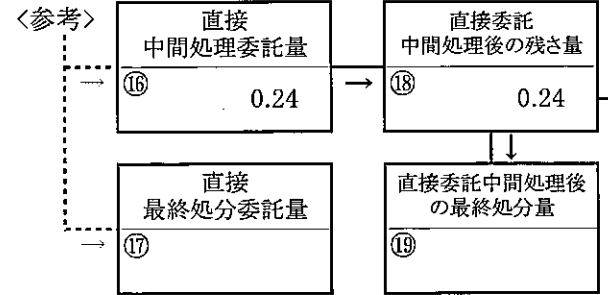 〈参考〉
直接
中間処理委託量
⑯
0.24
→
→
直接委託
中間処理後の残さ量
⑱
0.24
↓
直接
最終処分委託量
⑰
→
直接委託中間処理後
の最終処分量
⑲